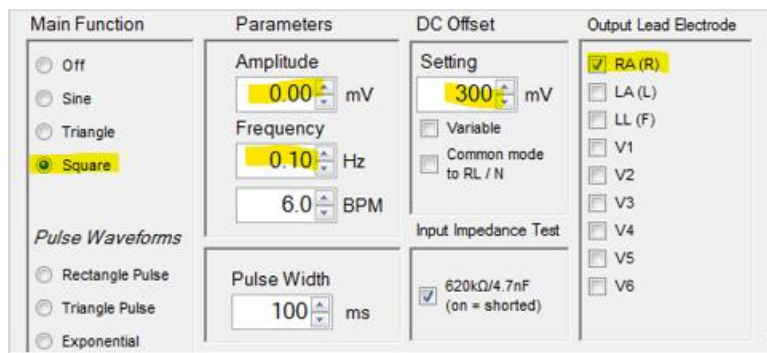 Main Function
Off
Sine
Triangle
Square
Pulse Waveforms
Rectangle Pulse
Triangle Pulse
Exponential
Parameters
Amplitude
0.00 mV
Frequency
0.10 Hz
6.0 BPM
Pulse Width
100 ms
DC Offset
Setting
300 mV
Variable
Common mode
to RL / N
Input Impedance Test
620kΩ/4.7nF
(on = shorted)
Output Lead Electrode
RA (R)
LA (L)
LL (F)
V1
V2
V3
V4
V5
V6